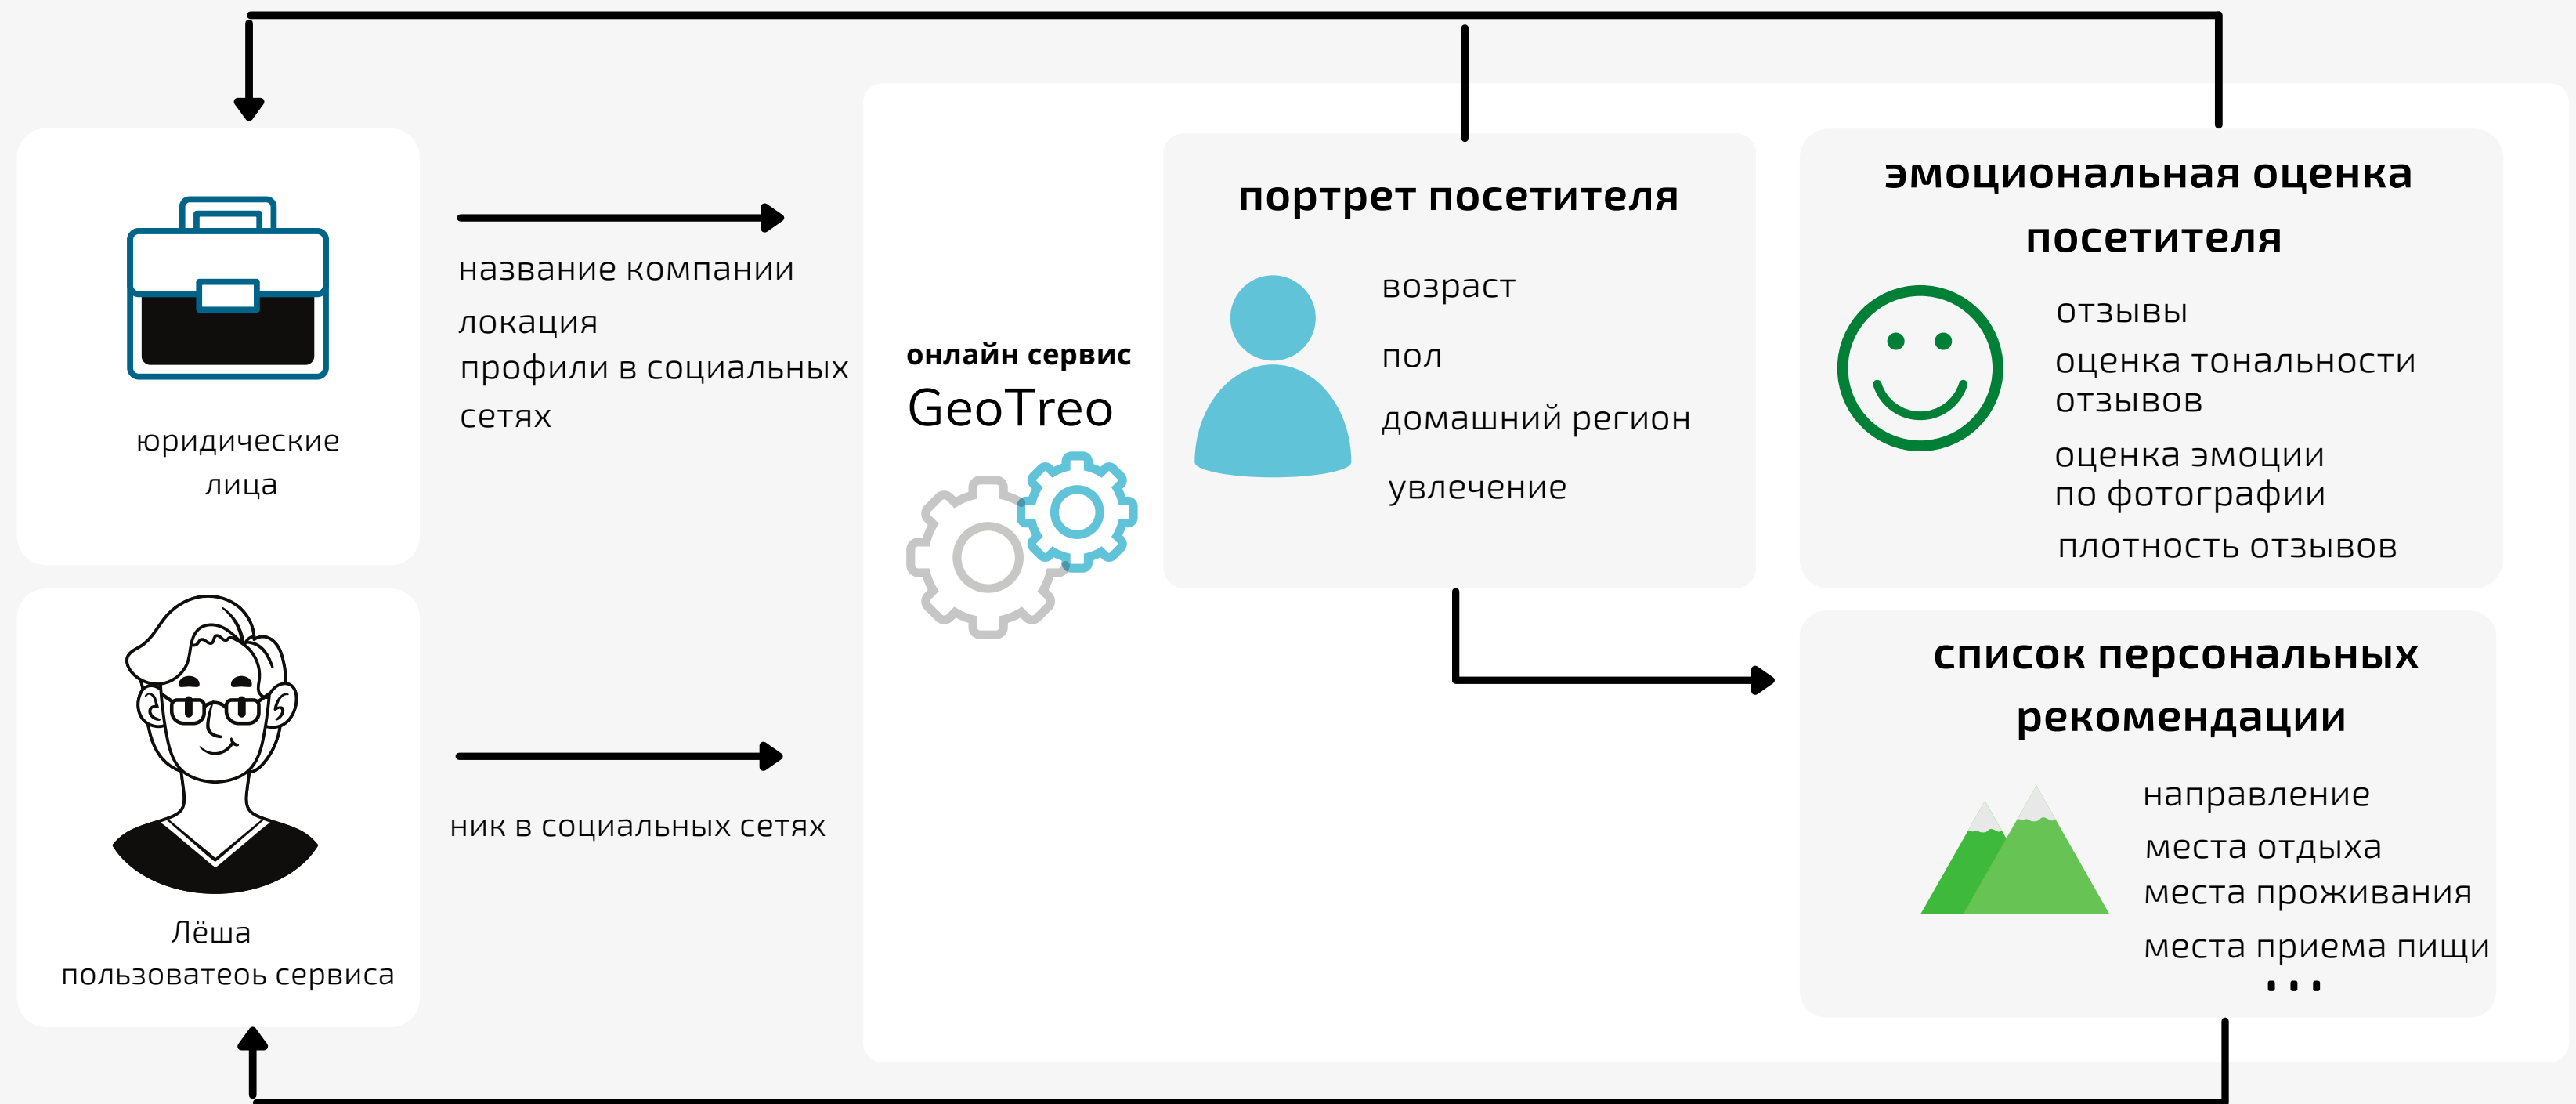 юридические
лица
название компании
локация
профили в социальных
сетях
Лёша
пользоватеоь сервиса
ник в социальных сетях
онлайн сервис
GeoTreo
портрет посетителя
возраст
пол
домашний регион
увлечение
эмоциональная оценка
посетителя
отзывы
оценка тональности
отзывов
оценка эмоции
по фотографии
плотность отзывов
список персональных
рекомендации
направление
места отдыха
места проживания
места приема пищи
...